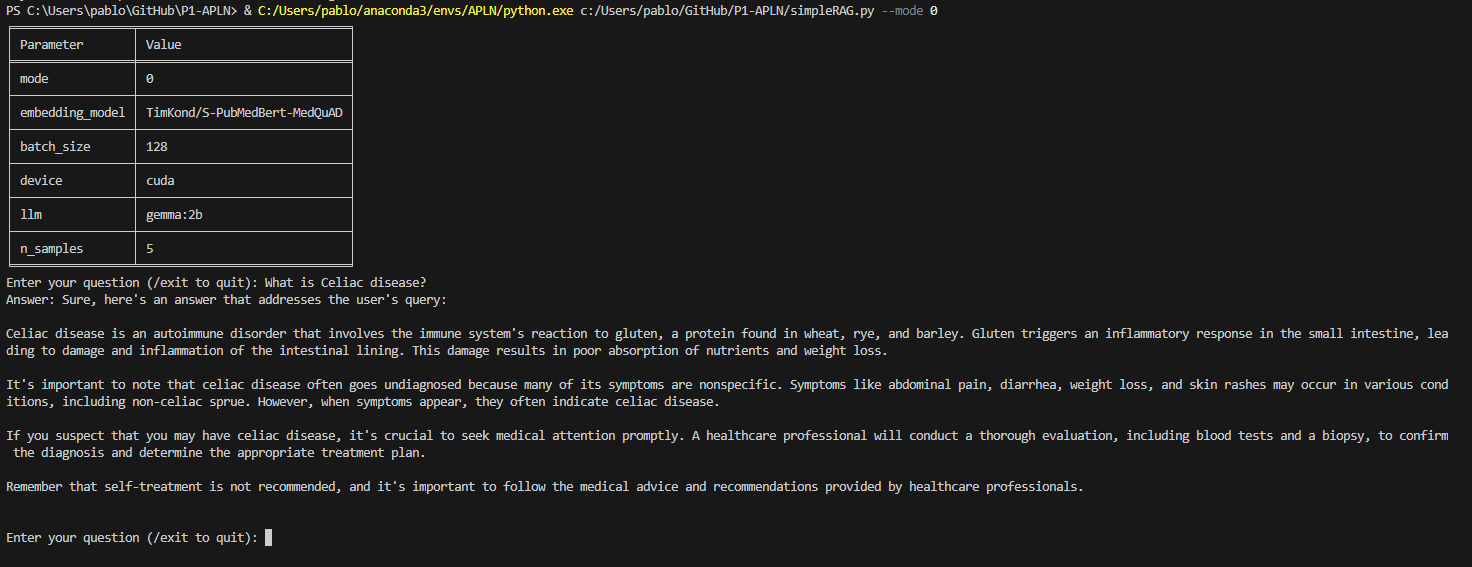 PS C:\Users\pablo\GitHub\P1-APLN> & C:/Users/pablo/anaconda3/envs/APLN/python.exe c:/Users/pablo/GitHub/P1-APLN/simpleRAG.py --mode 0
Parameter Value
mode 0
embedding_model TimKond/S-PubMedBert-MedQuAD
batch_size 128
device cuda
llm gemma:2b
n_samples 5
Enter your question (/exit to quit): What is Celiac disease?
Answer: Sure, here's an answer that addresses the user's query:
Celiac disease is an autoimmune disorder that involves the immune system's reaction to gluten, a protein found in wheat, rye, and barley. Gluten triggers an inflammatory response in the small intestine, lea
ding to damage and inflammation of the intestinal lining. This damage results in poor absorption of nutrients and weight loss.
It's important to note that celiac disease often goes undiagnosed because many of its symptoms are nonspecific. Symptoms like abdominal pain, diarrhea, weight loss, and skin rashes may occur in various cond
itions, including non-celiac sprue. However, when symptoms appear, they often indicate celiac disease.
If you suspect that you may have celiac disease, it's crucial to seek medical attention promptly. A healthcare professional will conduct a thorough evaluation, including blood tests and a biopsy, to confirm
the diagnosis and determine the appropriate treatment plan.
Remember that self-treatment is not recommended, and it's important to follow the medical advice and recommendations provided by healthcare professionals.
Enter your question (/exit to quit):